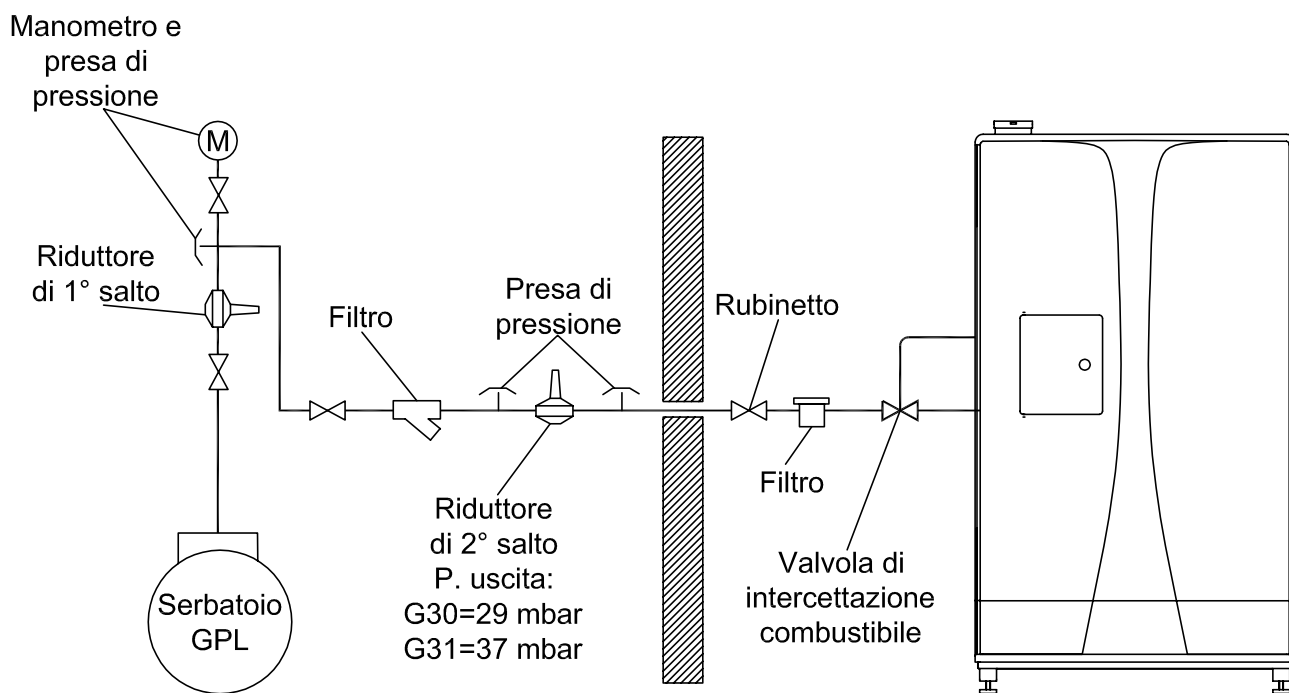 Manometro e
presa di
pressione
M
Riduttore
di 1° salto
Filtro
Presa di
pressione
Rubinetto
Filtro
Riduttore
di 2° salto
P. uscita:
G30=29 mbar
G31=37 mbar
Valvola di
intercettazione
combustibile
Serbatoio
GPL